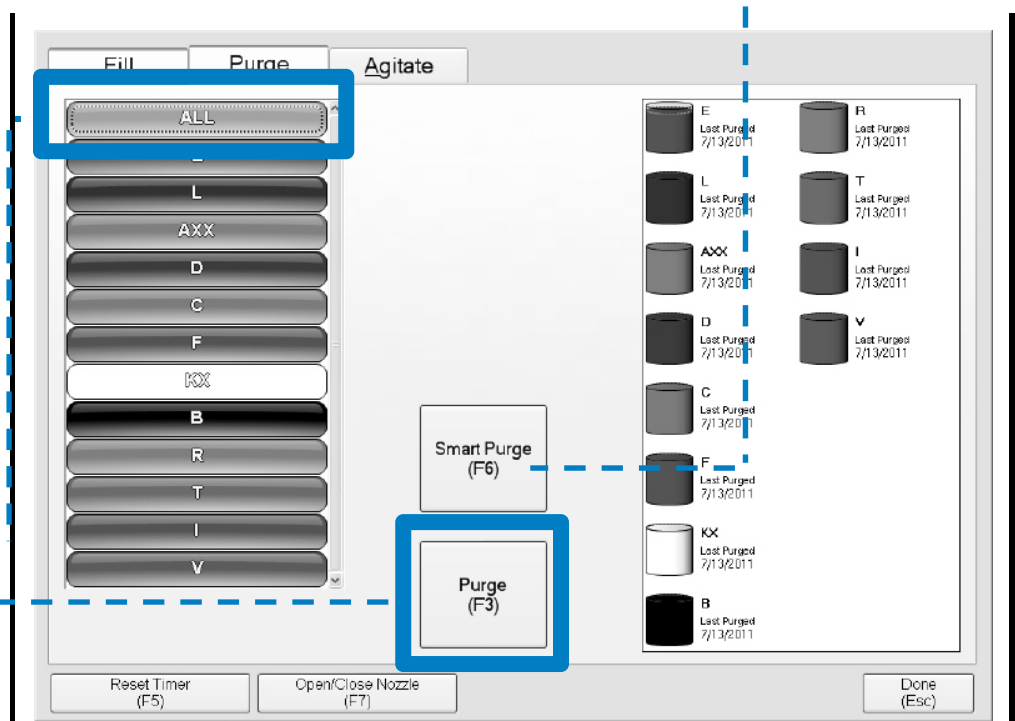 Fill Purge Agitate
ALL
L
AXX
D
C
F
KX
B
R
T
I
V
Smart Purge
(F6)
Purge
(F3)
E
Last Purged
7/13/2011
L
Last Purged
7/13/2011
AXX
Last Purged
7/13/2011
D
Last Purged
7/13/2011
C
Last Purged
7/13/2011
F
Last Purged
7/13/2011
KX
Last Purged
7/13/2011
B
Last Purged
7/13/2011
R
Last Purged
7/13/2011
T
Last Purged
7/13/2011
I
Last Purged
7/13/2011
V
Last Purged
7/13/2011
Reset Timer
(F5)
Open/Close Nozzle
(F7)
Done
(Esc)